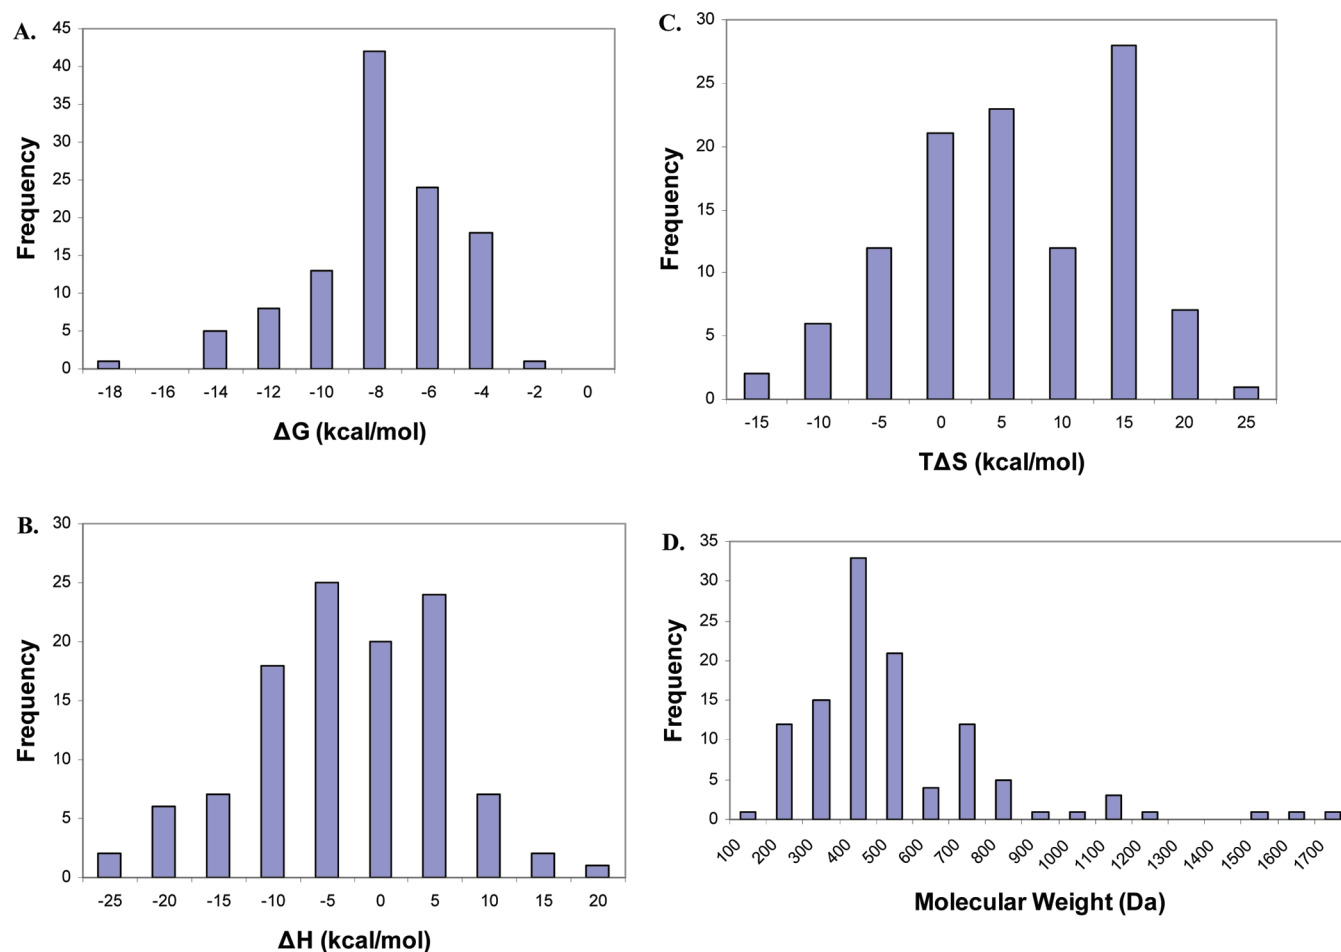 A.
45
40
35
30
25
20
15
10
5
0
Frequency
-18 -16 -14 -12 -10 -8 -6 -4 -2 0
ΔG (kcal/mol)
B.
30
25
20
15
10
5
0
Frequency
-25 -20 -15 -10 -5 0 5 10 15 20
ΔH (kcal/mol)
C.
30
25
20
15
10
5
0
Frequency
-15 -10 -5 0 5 10 15 20 25
TΔS (kcal/mol)
D.
35
30
25
20
15
10
5
0
Frequency
100 200 300 400 500 600 700 800 900 1000 1100 1200 1300 1400 1500 1600 1700
Molecular Weight (Da)